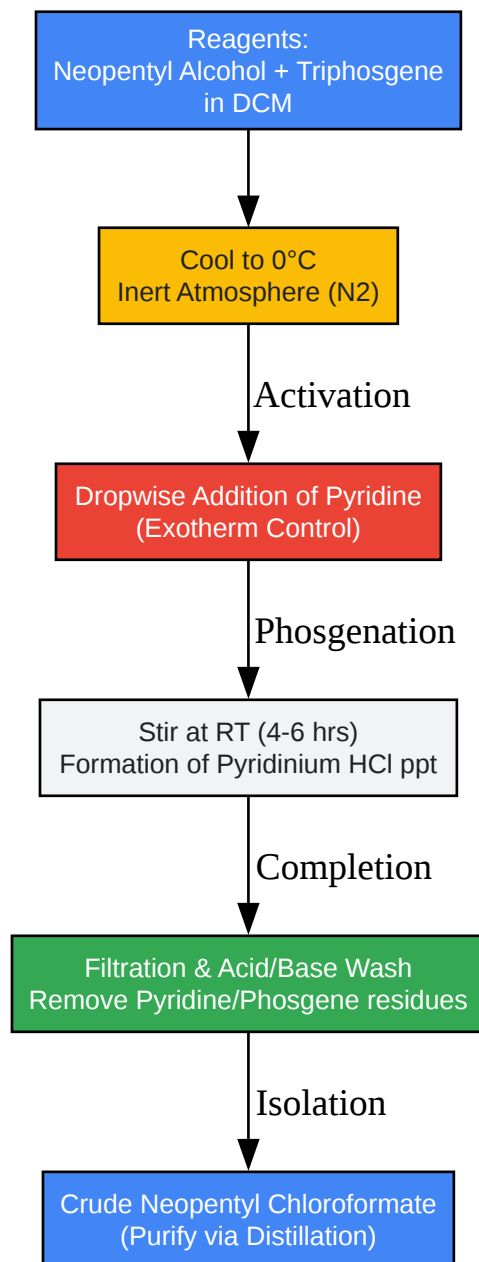 Reagents:
Neopentyl Alcohol + Triphosgene
in DCM
Cool to 0°C
Inert Atmosphere (N2)
Activation
Dropwise Addition of Pyridine
(Exotherm Control)
Phosgenation
Stir at RT (4-6 hrs)
Formation of Pyridinium HCl ppt
Completion
Filtration & Acid/Base Wash
Remove Pyridine/Phosgene residues
Isolation
Crude Neopentyl Chloroformate
(Purify via Distillation)